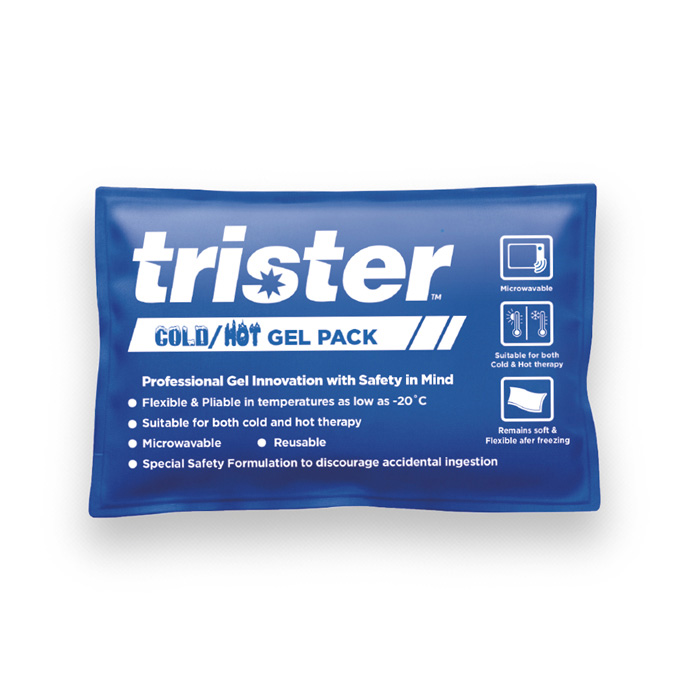 trister™
COLD/HOT GEL PACK
Professional Gel Innovation with Safety in Mind
● Flexible & Pliable in temperatures as low as -20˚C
● Suitable for both cold and hot therapy
● Microwavable ● Reusable
● Special Safety Formulation to discourage accidental ingestion
Microwavable
Suitable for both
Cold & Hot therapy
Remains soft &
Flexible afer freezing